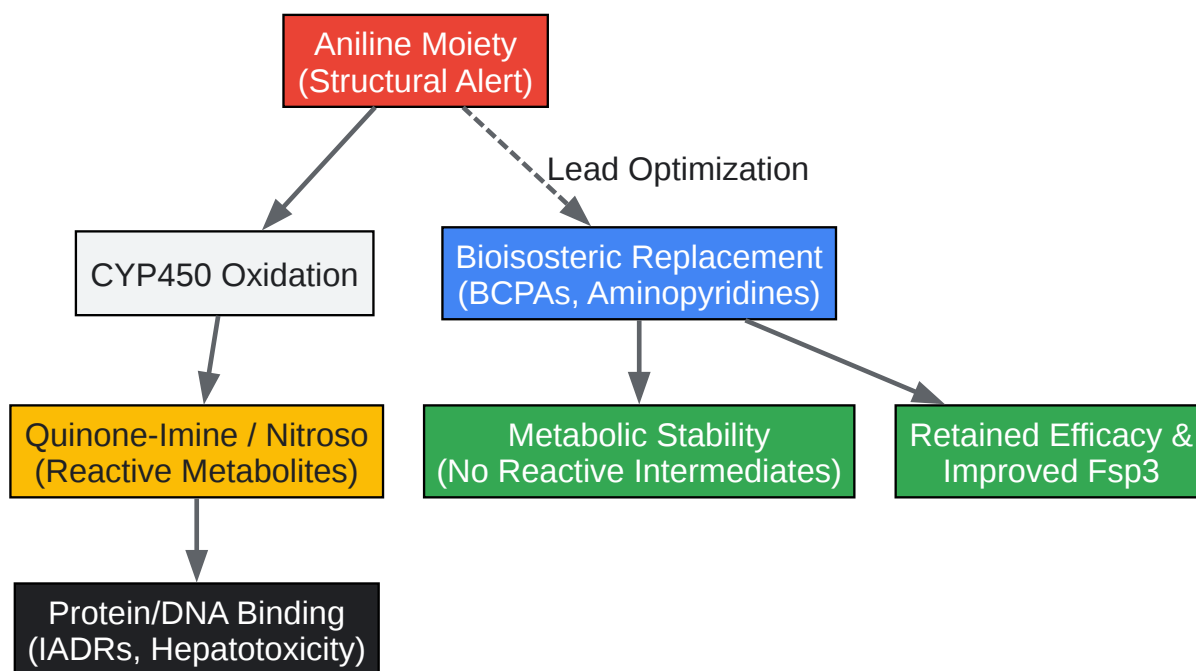 Aniline Moiety
(Structural Alert)
Lead Optimization
CYP450 Oxidation
Bioisosteric Replacement
(BCPAs, Aminopyridines)
Quinone-Imine / Nitroso
(Reactive Metabolites)
Metabolic Stability
(No Reactive Intermediates)
Retained Efficacy &
Improved Fsp3
Protein/DNA Binding
(IADRs, Hepatotoxicity)